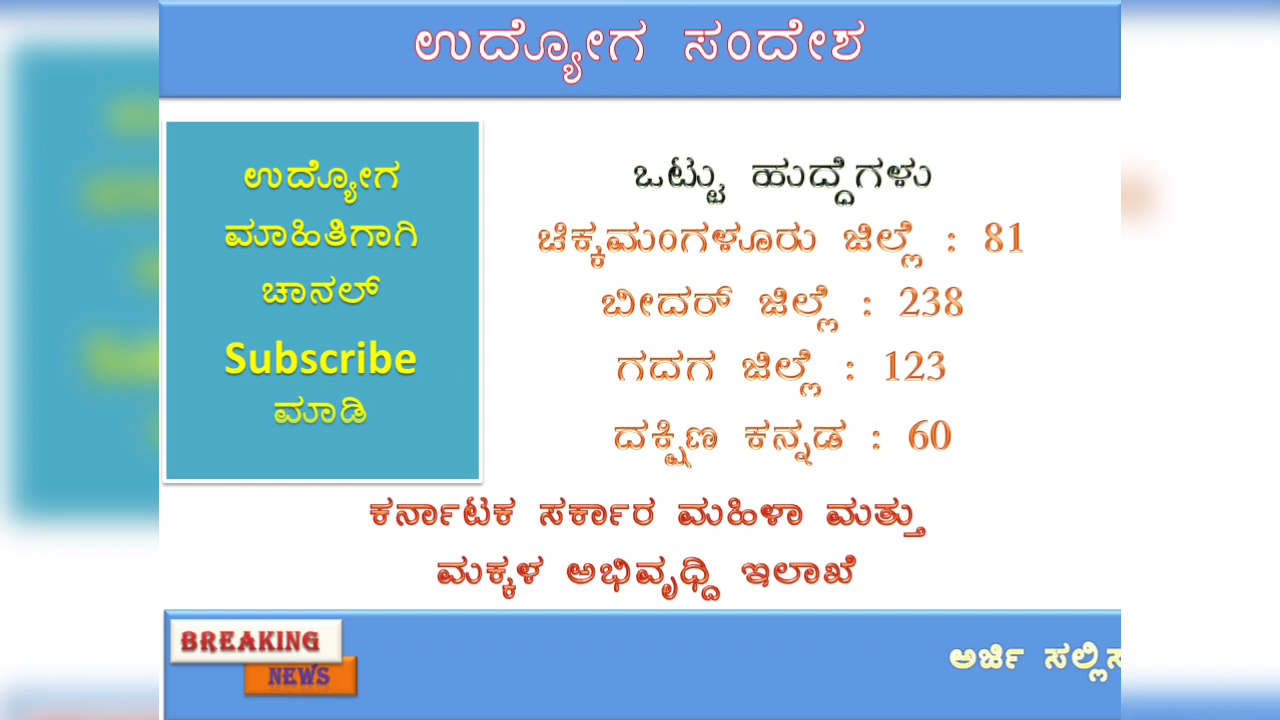 ಉದ್ಯೋಗ ಸಂದೇಶ
ಉದ್ಯೋಗ
ಮಾಹಿತಿಗಾಗಿ
ಚಾನಲ್
Subscribe
ಮಾಡಿ
ಒಟ್ಟು ಹುದ್ದೆಗಳು
ಚಿಕ್ಕಮಂಗಳೂರು ಜಿಲ್ಲೆ : 81
ಬೀದರ್ ಜಿಲ್ಲೆ : 238
ಗದಗ ಜಿಲ್ಲೆ : 123
ದಕ್ಷಿಣ ಕನ್ನಡ : 60
ಕರ್ನಾಟಕ ಸರ್ಕಾರ ಮಹಿಳಾ ಮತ್ತು
ಮಕ್ಕಳ ಅಭಿವೃಧ್ದಿ ಇಲಾಖೆ
BREAKING
NEWS
ಅರ್ಜಿ